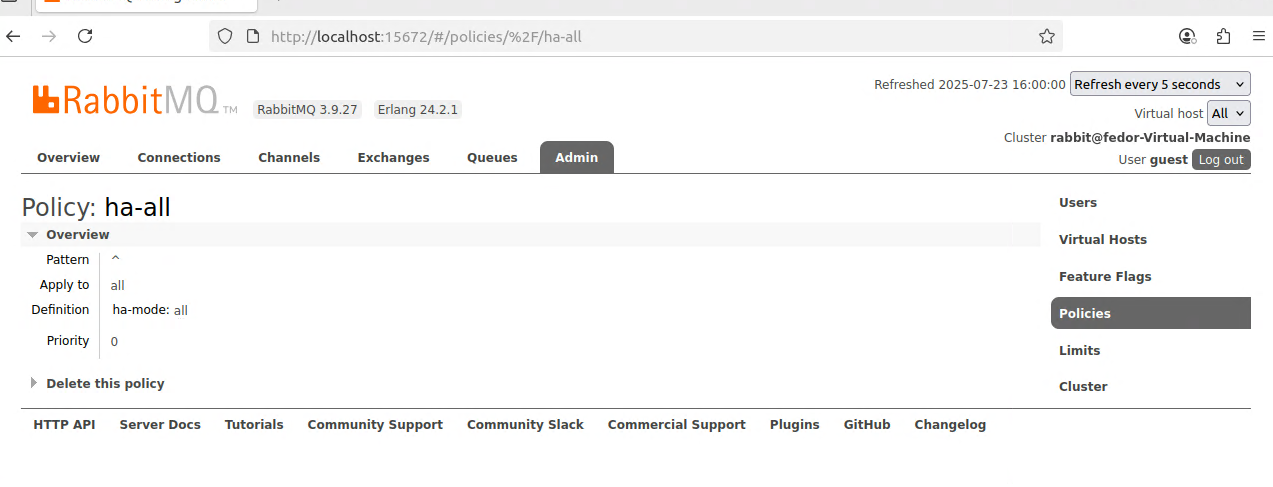 http://localhost:15672/#/policies/%2F/ha-all
RabbitMQ TM RabbitMQ 3.9.27 Erlang 24.2.1
Refreshed 2025-07-23 16:00:00 Refresh every 5 seconds
Virtual host All
Cluster rabbit@fedor-Virtual-Machine
User guest Log out
Overview Connections Channels Exchanges Queues Admin
Policy: ha-all
Overview
Pattern ^
Apply to all
Definition ha-mode: all
Priority 0
Delete this policy
Users
Virtual Hosts
Feature Flags
Policies
Limits
Cluster
HTTP API Server Docs Tutorials Community Support Community Slack Commercial Support Plugins GitHub Changelog